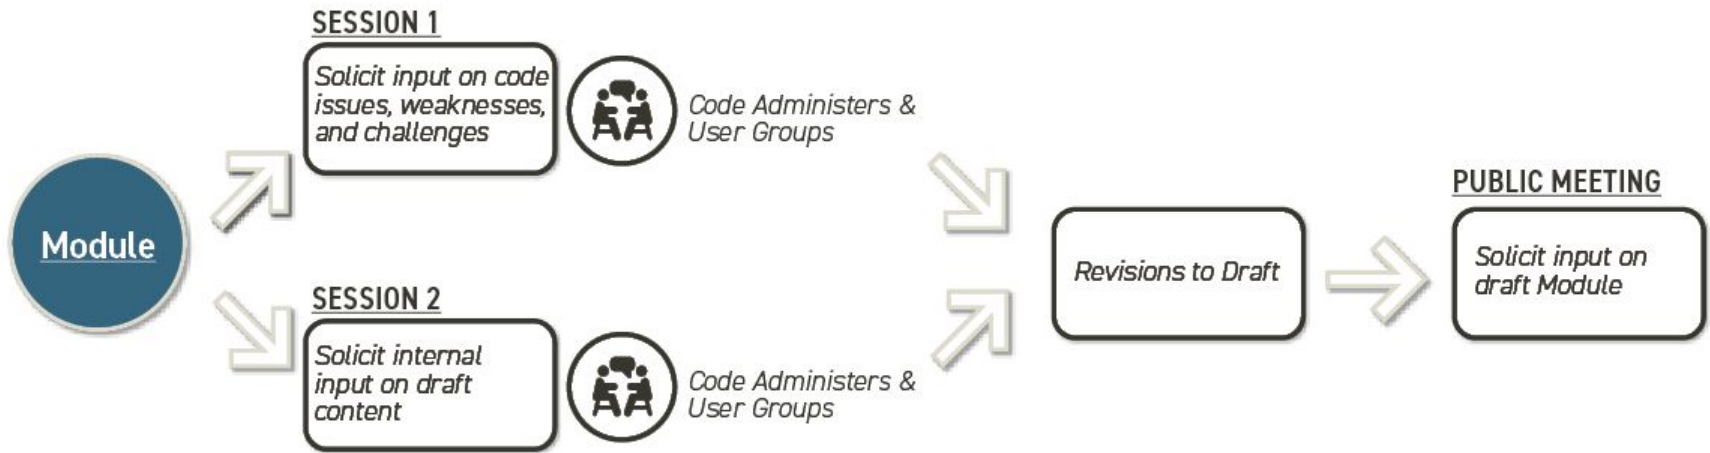 Module
SESSION 1
Solicit input on code
issues, weaknesses,
and challenges
Code Administers &
User Groups
SESSION 2
Solicit internal
input on draft
content
Code Administers &
User Groups
Revisions to Draft
PUBLIC MEETING
Solicit input on
draft Module